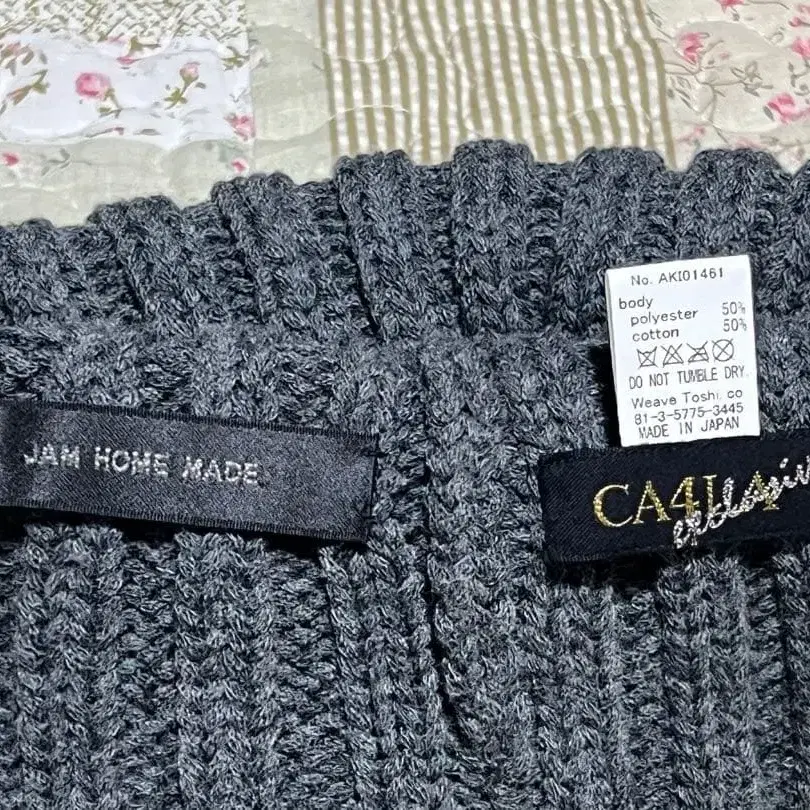 No. AKI01461
body
polyester 50%
cotton 50%
DO NOT TUMBLE DRY.
Weave Toshi, co
81-3-5775-3445
MADE IN JAPAN
JAM HOME MADE
CA4LA